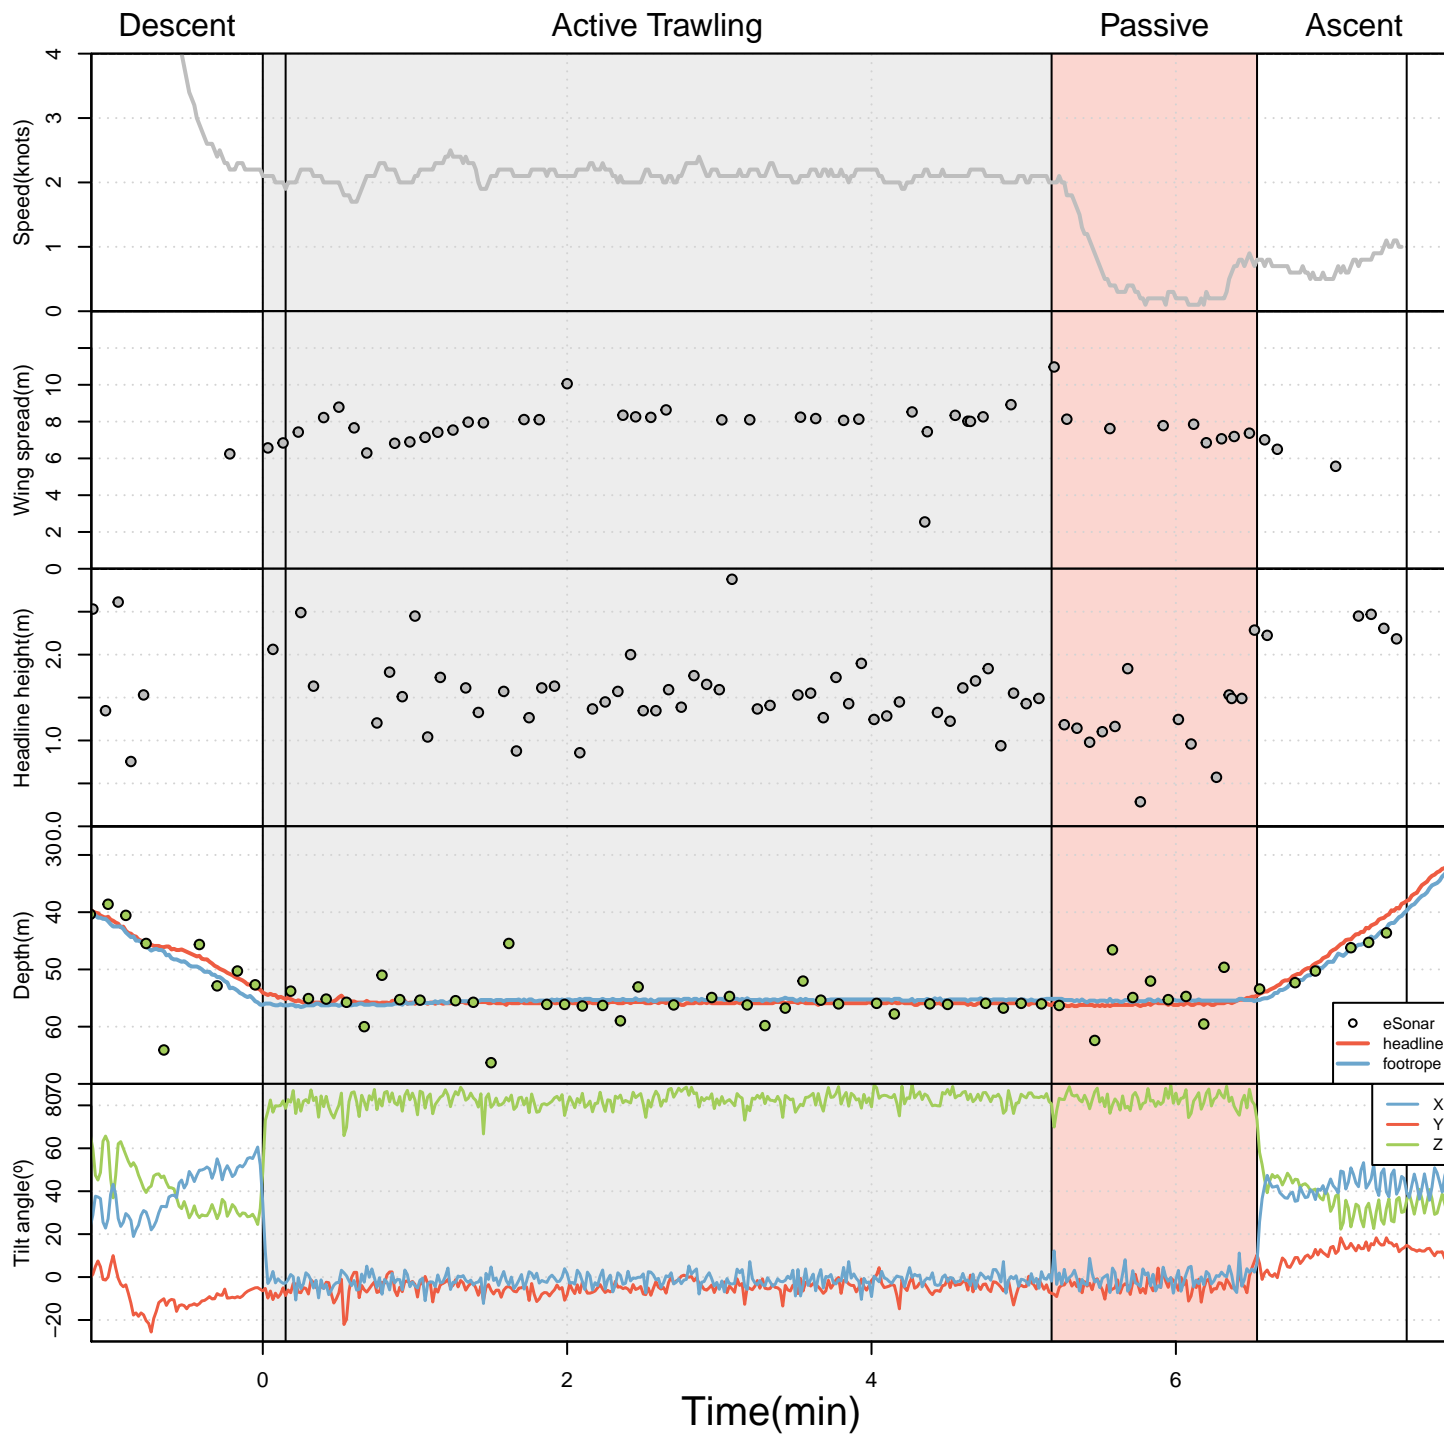 Descent Active Trawling Passive Ascent
Speed(knots)
4
3
2
1
0
Wing spread(m)
10
8
6
4
2
0
Headline height(m)
2.0
1.0
0.0
Depth(m)
30
40
50
60
70
eSonar
headline
footrope
Tilt angle(º)
80
60
40
20
0
−20
X
Y
Z
0 2 4 6
Time(min)